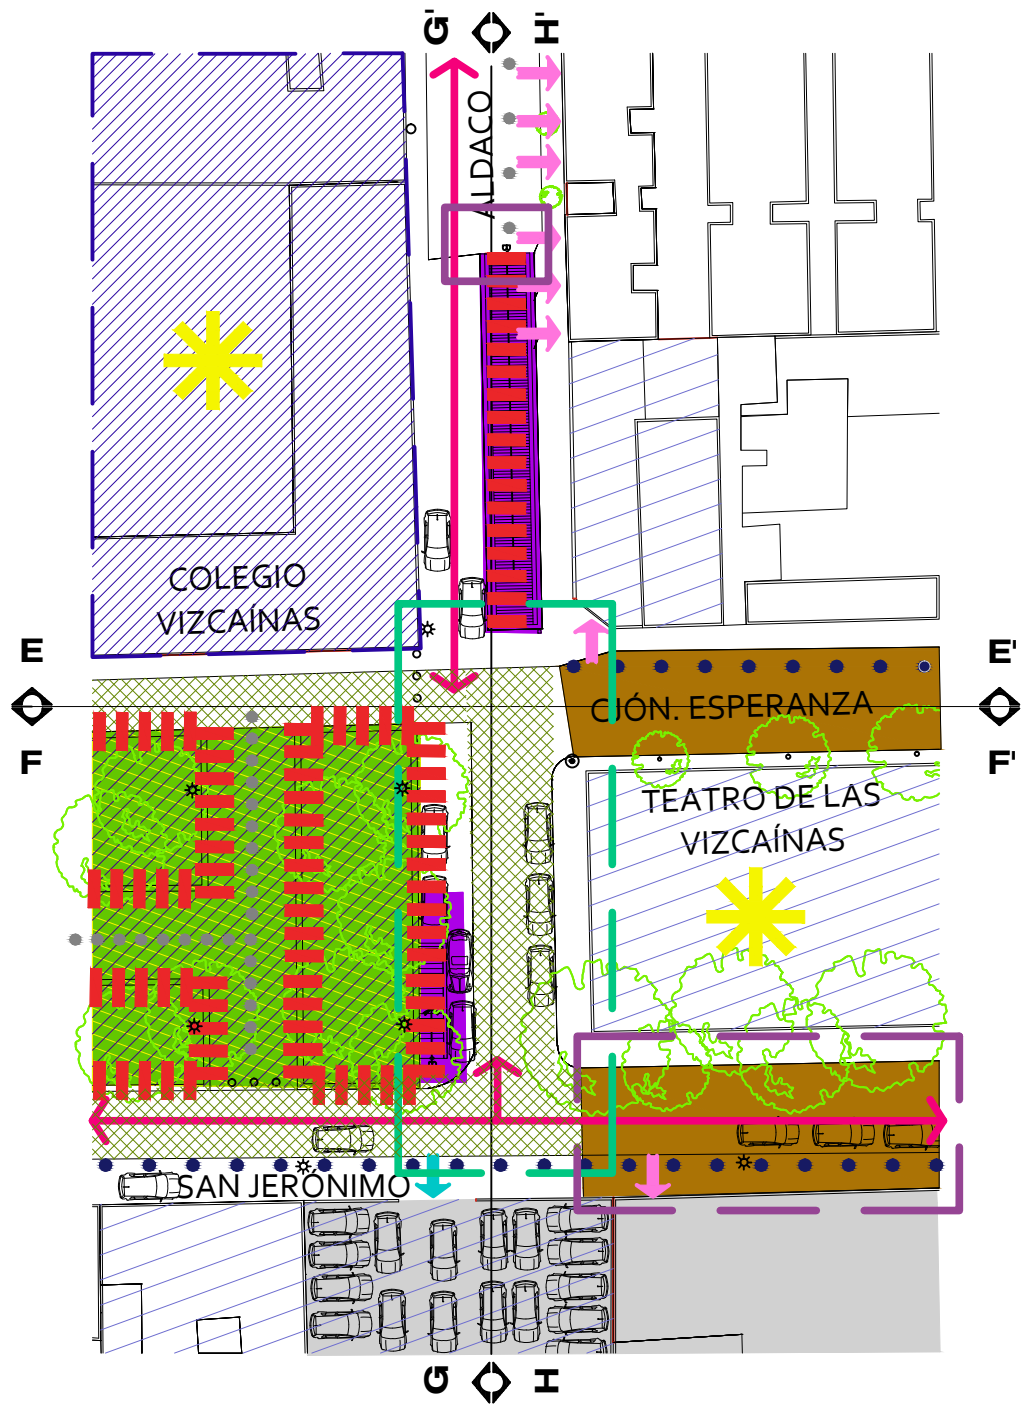 G' H'
ALDACO
COLEGIO
VIZCAÍNAS
E E'
CJÓN. ESPERANZA
F F'
TEATRO DE LAS
VIZCAÍNAS
SAN JERÓNIMO
G H